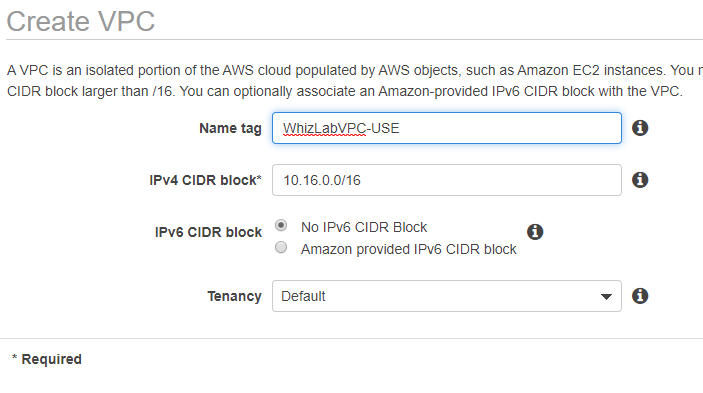 Create VPC
A VPC is an isolated portion of the AWS cloud populated by AWS objects, such as Amazon EC2 instances. You
CIDR block larger than /16. You can optionally associate an Amazon-provided IPv6 CIDR block with the VPC.
Name tag WhizLabVPC-USE
IPv4 CIDR block* 10.16.0.0/16
IPv6 CIDR block No IPv6 CIDR Block
Amazon provided IPv6 CIDR block
Tenancy Default
* Required